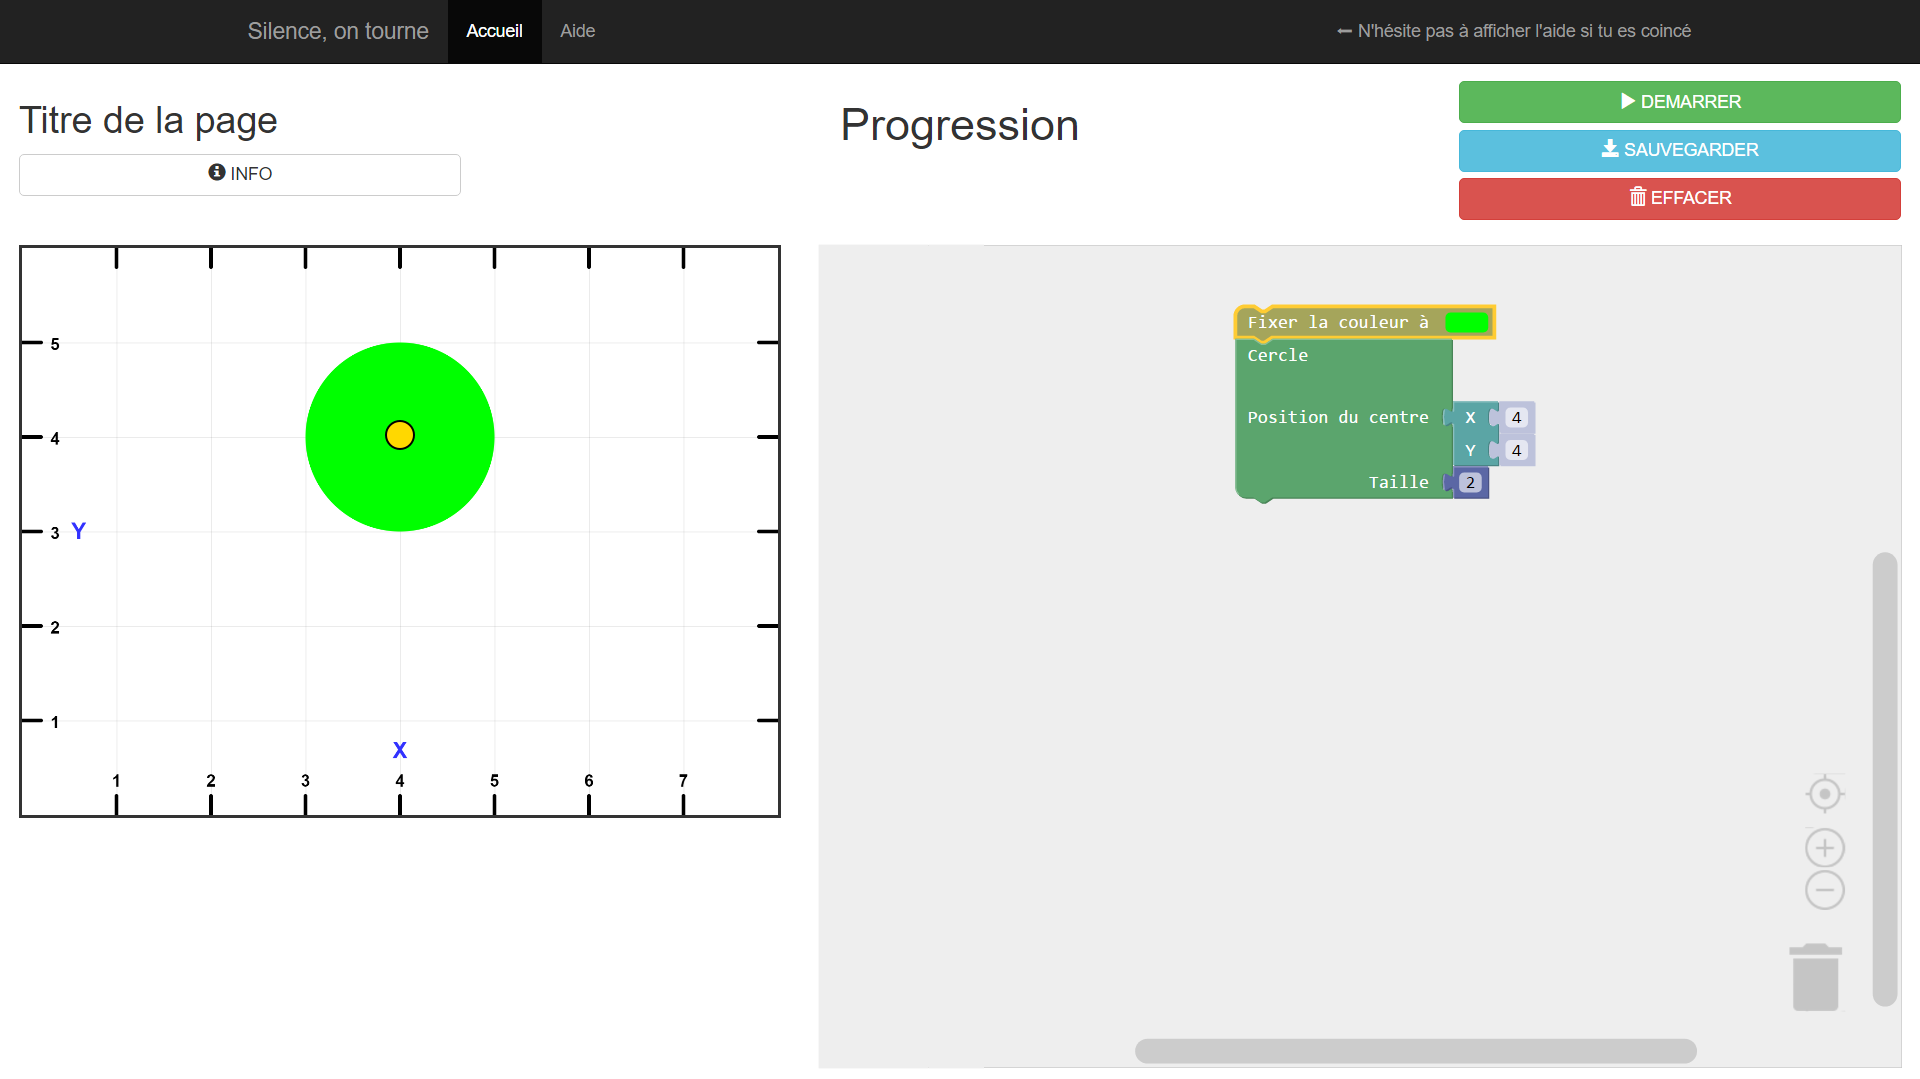 Silence, on tourne
Accueil
Aide
N'hésite pas à afficher l'aide si tu es coincé
Titre de la page
INFO
Progression
DEMARRER
SAUVEGARDER
EFFACER
5
4
3 Y
2
1
X
1 2 3 4 5 6 7
Fixer la couleur à
Cercle
Position du centre X 4
Y 4
Taille 2